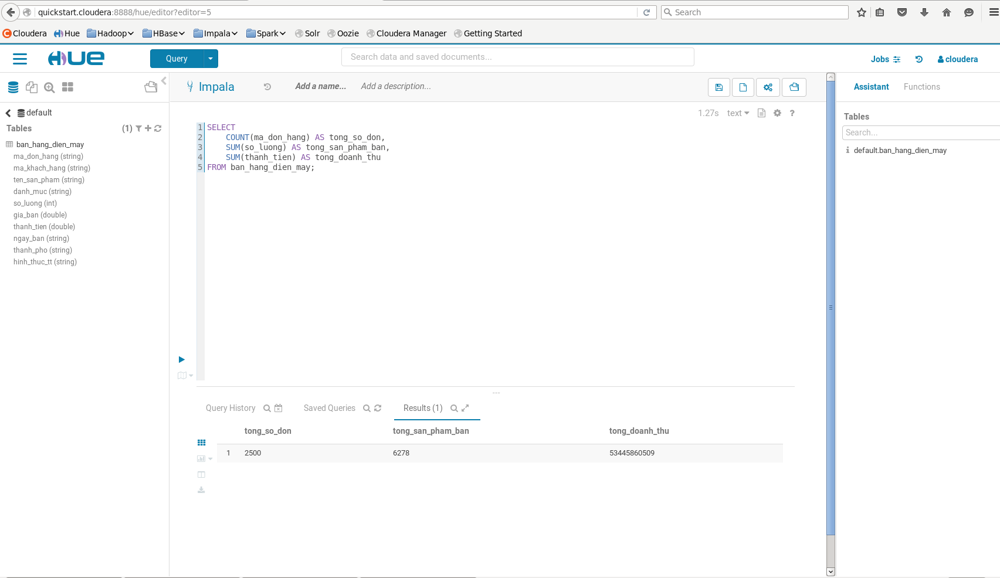 quickstart.cloudera:8888/hue/editor?editor=5
Search
Cloudera Hue Hadoop HBase Impala Spark Solr Oozie Cloudera Manager Getting Started
HUE
Query
Search data and saved documents...
Jobs
cloudera
Impala
Add a name...
Add a description...
Assistant
Functions
default
Tables
(1)
ban_hang_dien_may
ma_don_hang (string)
ma_khach_hang (string)
ten_san_pham (string)
danh_muc (string)
so_luong (int)
gia_ban (double)
thanh_tien (double)
ngay_ban (string)
thanh_pho (string)
hinh_thuc_tt (string)
1.27s text ?
1 SELECT
2 COUNT(ma_don_hang) AS tong_so_don,
3 SUM(so_luong) AS tong_san_pham_ban,
4 SUM(thanh_tien) AS tong_doanh_thu
5 FROM ban_hang_dien_may;
Query History
Saved Queries
Results (1)
tong_so_don tong_san_pham_ban tong_doanh_thu
1 2500 6278 53445860509
Tables
Search...
default.ban_hang_dien_may